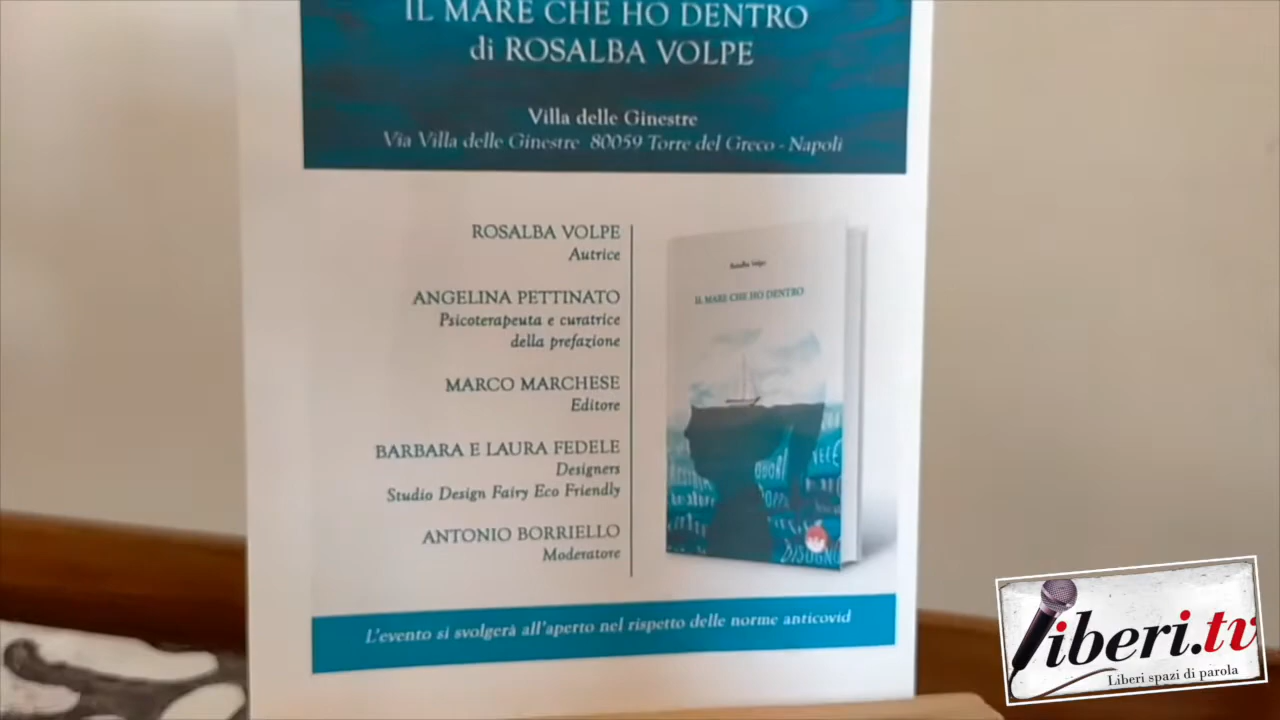 IL MARE CHE HO DENTRO
di ROSALBA VOLPE
Villa delle Ginestre
Via Villa delle Ginestre 80059 Torre del Greco - Napoli
ROSALBA VOLPE
Autrice
ANGELINA PETTINATO
Psicoterapeuta e curatrice
della prefazione
MARCO MARCHESE
Editore
BARBARA E LAURA FEDELE
Designers
Studio Design Fairy Eco Friendly
ANTONIO BORRIELLO
Moderatore
Rosalba Volpe
IL MARE CHE HO DENTRO
L'evento si svolgerà all'aperto nel rispetto delle norme anticovid
Liberi.tv
Liberi spazi di parola